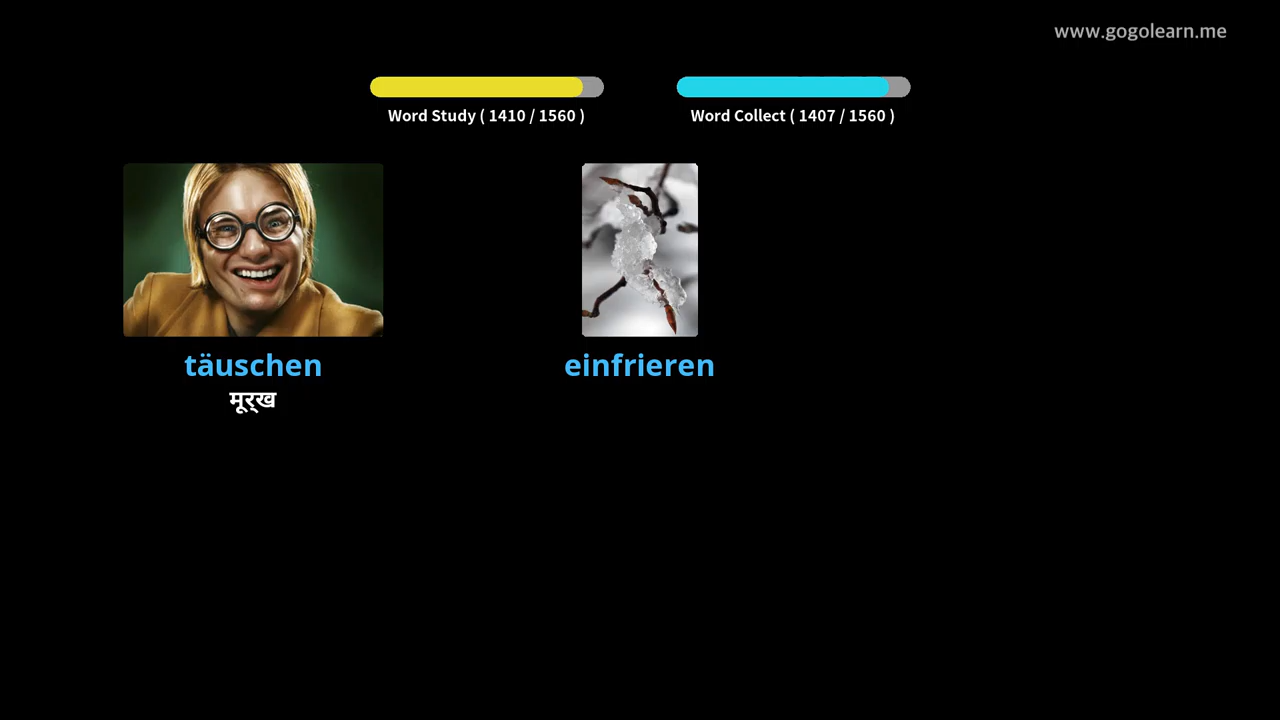 www.gogolearn.me
Word Study ( 1410 / 1560 )
Word Collect ( 1407 / 1560 )
täuschen
einfrieren
मूर्ख